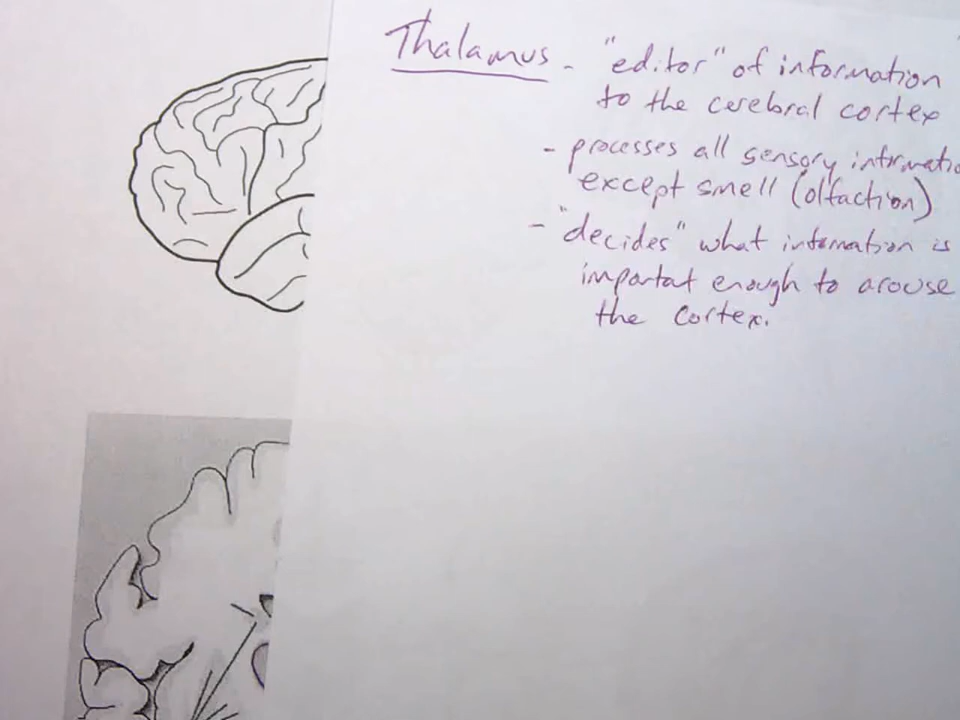 Thalamus - "editor" of information
to the cerebral cortex
- processes all sensory
except smell (olfaction)
- "decides" what information is
important enough to arouse
the cortex.